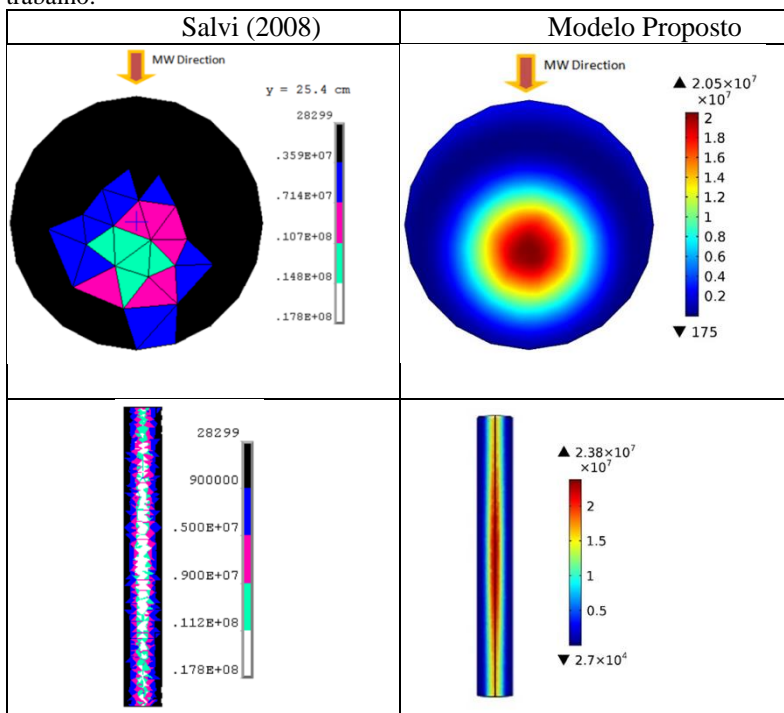 trabalho.
Salvi (2008)
Modelo Proposto
MW Direction
y = 25.4 cm
28299
.359E+07
.714E+07
.107E+08
.148E+08
.178E+08
MW Direction
▲ 2.05×10⁷
×10⁷
2
1.8
1.6
1.4
1.2
1
0.8
0.6
0.4
0.2
▼ 175
28299
900000
.500E+07
.900E+07
.112E+08
.178E+08
▲ 2.38×10⁷
×10⁷
2
1.5
1
0.5
▼ 2.7×10⁴